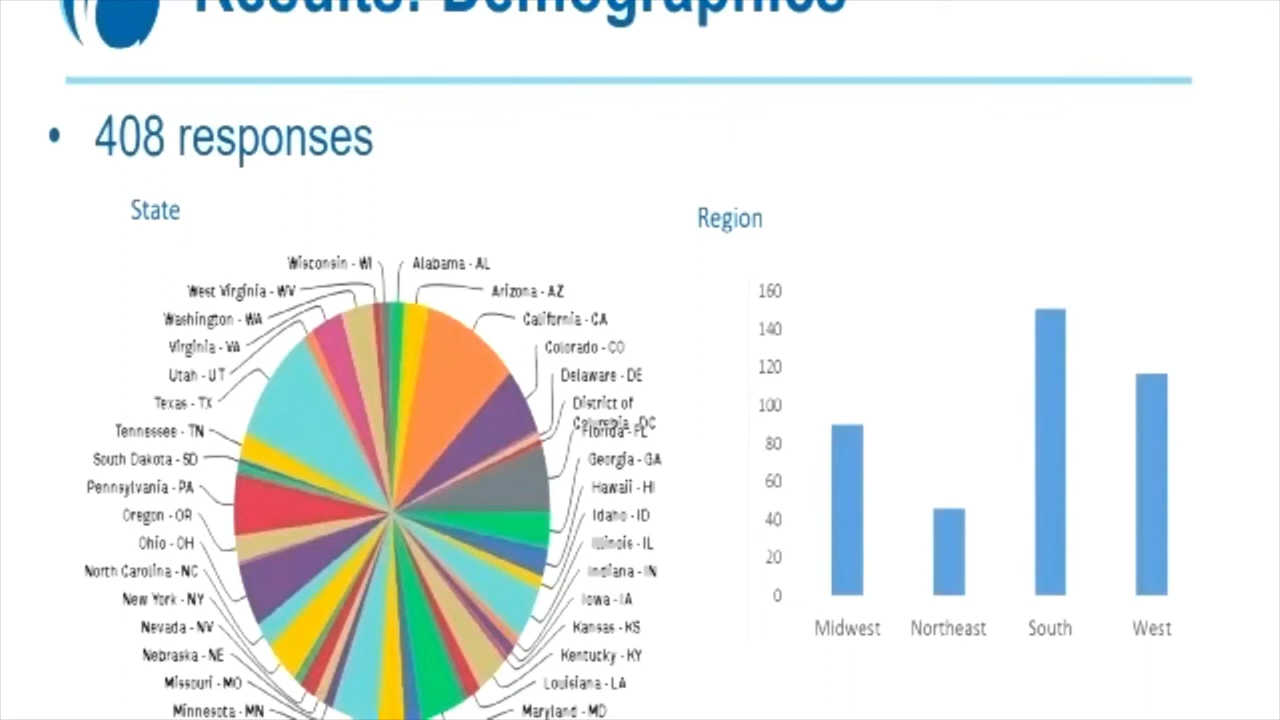 Results: Demographics
• 408 responses
State
Region
Wisconsin - WI
Alabama - AL
West Virginia - WV
Arizona - AZ
Washington - WA
California - CA
Virginia - VA
Colorado - CO
Utah - UT
Delaware - DE
Texas - TX
District of
Columbia - DC
Tennessee - TN
Florida - FL
South Dakota - SD
Georgia - GA
Pennsylvania - PA
Hawaii - HI
Oregon - OR
Idaho - ID
Ohio - OH
Illinois - IL
North Carolina - NC
Indiana - IN
New York - NY
Iowa - IA
Nevada - NV
Kansas - KS
Nebraska - NE
Kentucky - KY
Missouri - MO
Louisiana - LA
Minnesota - MN
Maryland - MD
160
140
120
100
80
60
40
20
0
Midwest
Northeast
South
West